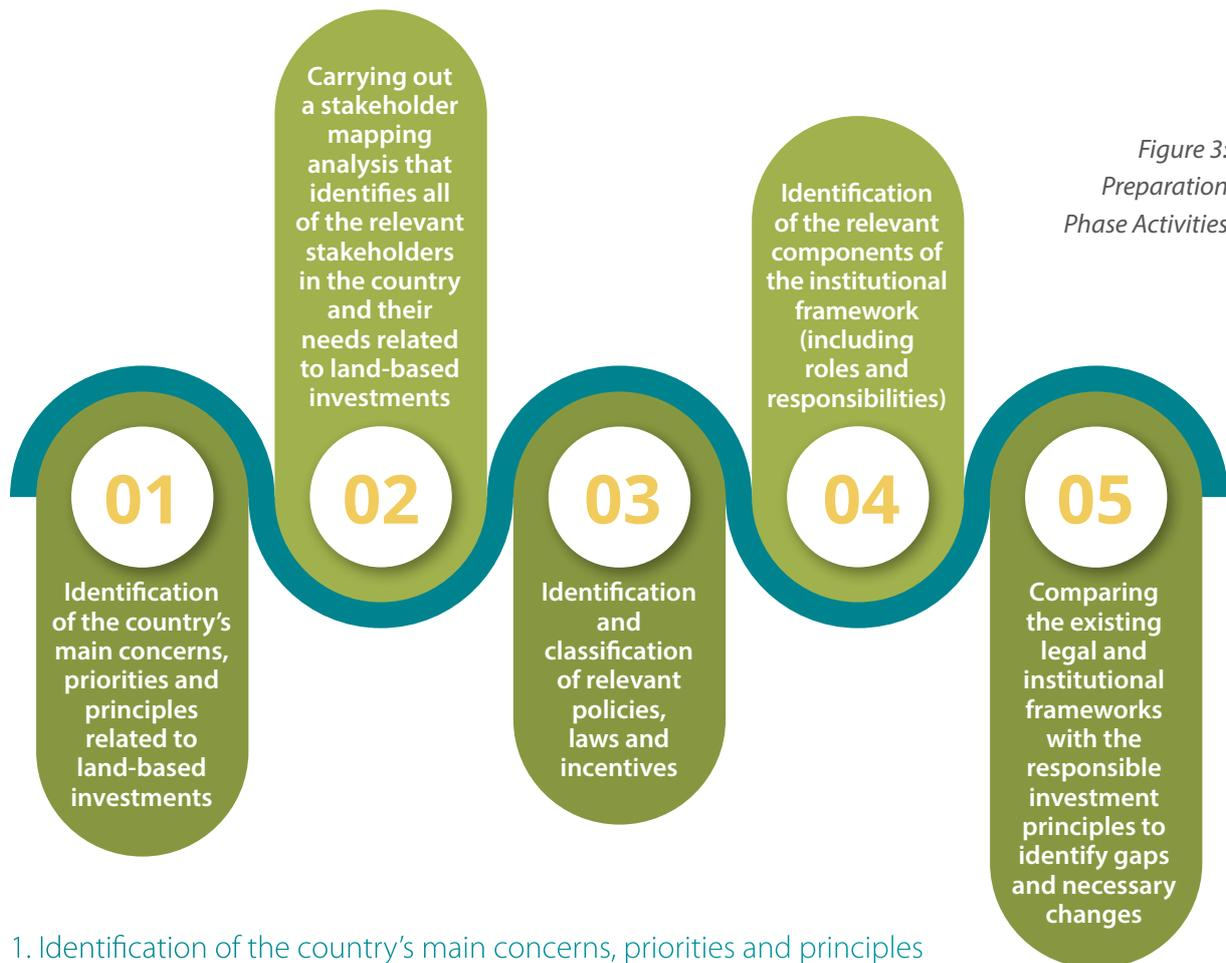 Figure 3:
Preparation
Phase Activities
01
Identification
of the country’s
main concerns,
priorities and
principles
related to
land-based
investments
Carrying out
a stakeholder
mapping
analysis that
identifies all
of the relevant
stakeholders
in the country
and their
needs related
to land-based
investments
02
03
Identification
and
classification
of relevant
policies,
laws and
incentives
Identification
of the relevant
components of
the institutional
framework
(including
roles and
responsibilities)
04
05
Comparing
the existing
legal and
institutional
frameworks
with the
responsible
investment
principles to
identify gaps
and necessary
changes
1. Identification of the country’s main concerns, priorities and principles